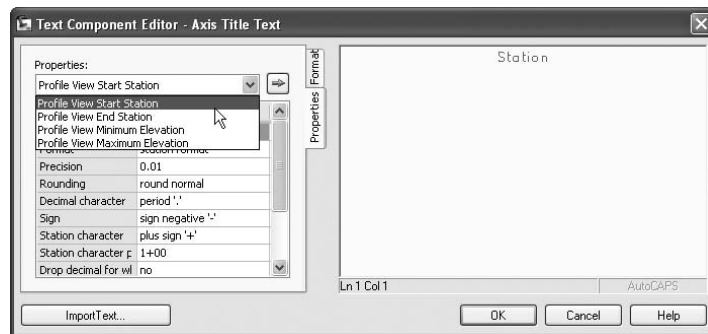 Text Component Editor - Axis Title Text
Properties:
Profile View Start Station
Profile View Start Station
Profile View End Station
Profile View Minimum Elevation
Profile View Maximum Elevation
Precision 0.01
Rounding round normal
Decimal character period '.'
Sign sign negative '-'
Station character plus sign '+'
Station character p 1+00
Drop decimal for wl no
Format
Properties
Station
Ln 1 Col 1
AutoCAPS
ImportText...
OK
Cancel
Help